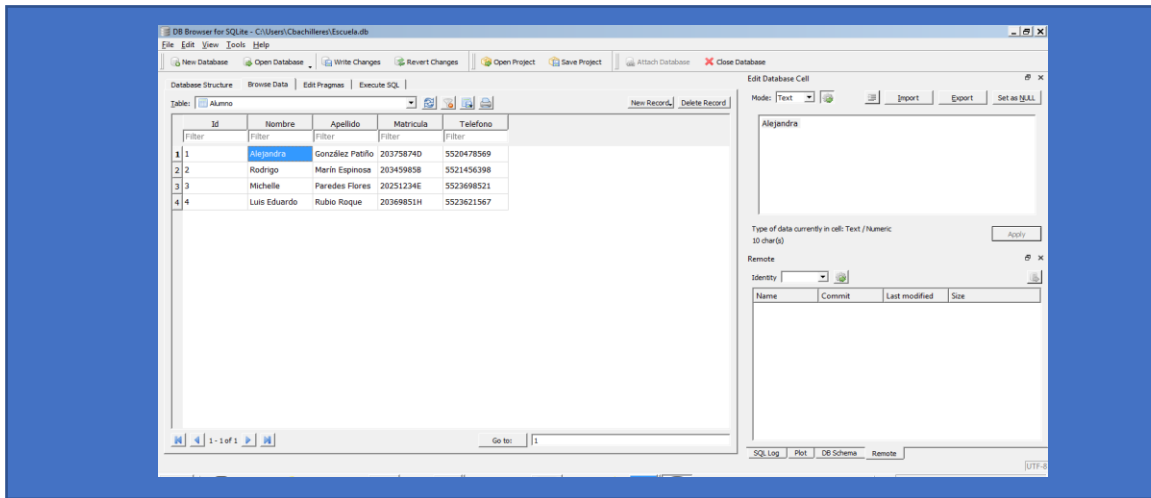 DB Browser for SQLite - C:\Users\Cbachilleres\Escuela.db
File Edit View Tools Help
New Database Open Database Write Changes Revert Changes Open Project Save Project Attach Database Close Database
Database Structure Browse Data Edit Pragmas Execute SQL
Table: Alumno New Record Delete Record
Id Nombre Apellido Matricula Telefono
Filter Filter Filter Filter Filter
1 1 Alejandra González Patiño 20375874D 5520478569
2 2 Rodrigo Marín Espinosa 20345985B 5521456398
3 3 Michelle Paredes Flores 20251234E 5523698521
4 4 Luis Eduardo Rubio Roque 20369851H 5523621567
1 - 1 of 1 Go to: 1
Edit Database Cell
Mode: Text Import Export Set as NULL
Alejandra
Type of data currently in cell: Text / Numeric
10 char(s)
Apply
Remote
Identity
Name Commit Last modified Size
SQL Log Plot DB Schema Remote
UTF-8